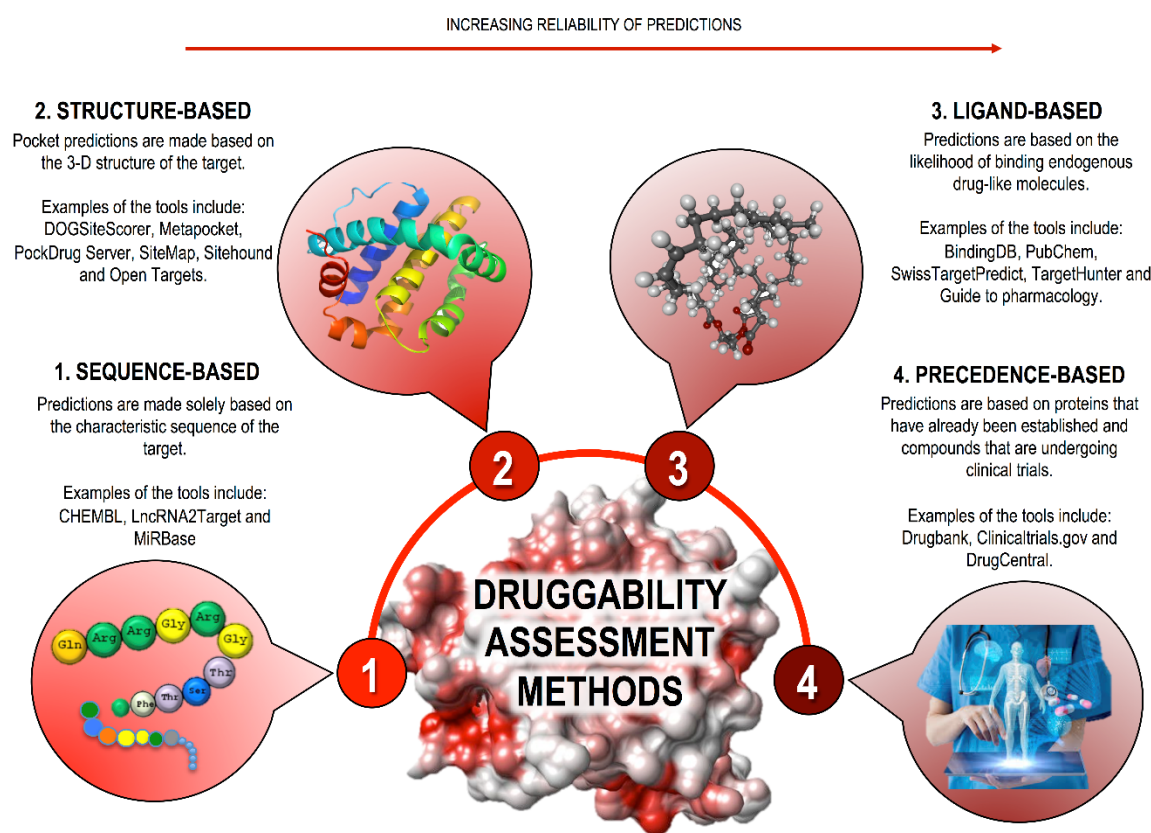 INCREASING RELIABILITY OF PREDICTIONS
2. STRUCTURE-BASED
Pocket predictions are made based on
the 3-D structure of the target.
Examples of the tools include:
DOGSiteScorer, Metapocket,
PockDrug Server, SiteMap, Sitehound
and Open Targets.
3. LIGAND-BASED
Predictions are based on the
likelihood of binding endogenous
drug-like molecules.
Examples of the tools include:
BindingDB, PubChem,
SwissTargetPredict, TargetHunter and
Guide to pharmacology.
1. SEQUENCE-BASED
Predictions are made solely based on
the characteristic sequence of the
target.
Examples of the tools include:
CHEMBL, LncRNA2Target and
MiRBase
4. PRECEDENCE-BASED
Predictions are based on proteins that
have already been established and
compounds that are undergoing
clinical trials.
Examples of the tools include:
Drugbank, Clinicaltrials.gov and
DrugCentral.
2
3
1
4
DRUGGABILITY
ASSESSMENT
METHODS
Gln Arg Arg Gly Arg Gly
Thr
Phe Thr Ser